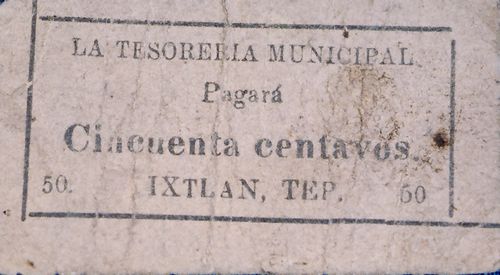 LA TESORERIA MUNICIPAL
Pagará
Cincuenta centavos.
50. IXTLAN, TEP. 50